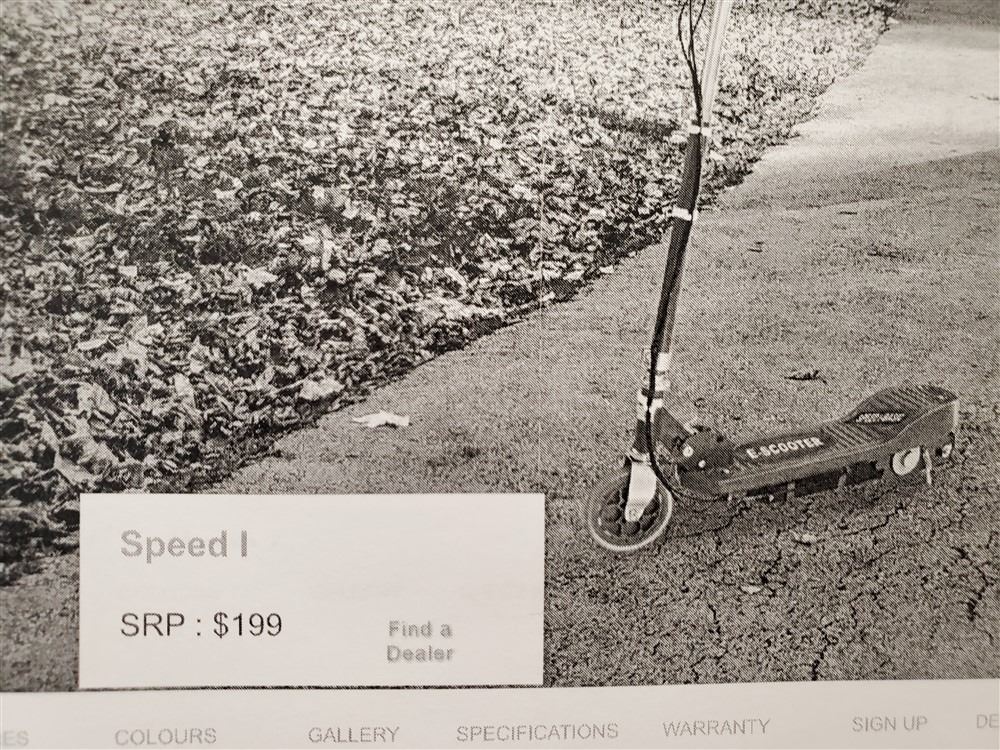 E-SCOOTER
Speed I
SRP : $199
Find a
Dealer
COLOURS
GALLERY
SPECIFICATIONS
WARRANTY
SIGN UP